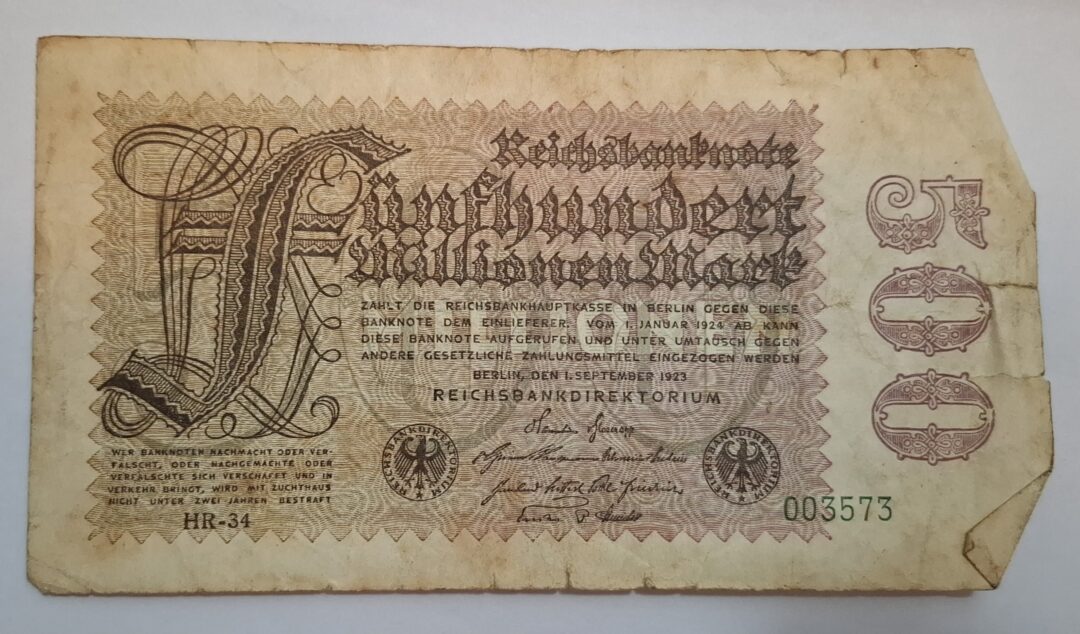 Reichsbanknote
Fünfhundert
Millionen Mark
ZAHLT DIE REICHSBANKHAUPTKASSE IN BERLIN GEGEN DIESE
BANKNOTE DEM EINLIEFERER. VOM 1. JANUAR 1924 AB KANN
DIESE BANKNOTE AUFGERUFEN UND UNTER UMTAUSCH GEGEN
ANDERE GESETZLICHE ZAHLUNGSMITTEL EINGEZOGEN WERDEN
BERLIN, DEN 1. SEPTEMBER 1923
REICHSBANKDIREKTORIUM
REICHSBANKDIREKTORIUM
REICHSBANKDIREKTORIUM
WER BANKNOTEN NACHMACHT ODER VER-
FÄLSCHT, ODER NACHGEMACHTE ODER
VERFÄLSCHTE SICH VERSCHAFFT UND IN
VERKEHR BRINGT, WIRD MIT ZUCHTHAUS
NICHT UNTER ZWEI JAHREN BESTRAFT
HR-34
003573
500